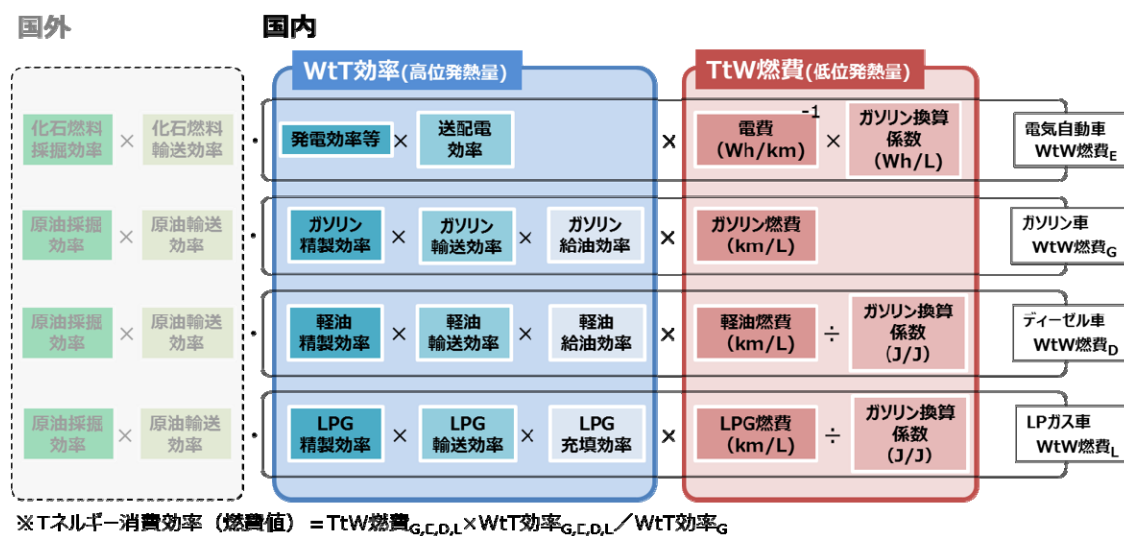 国外
国内
WtT効率(高位発熱量)
TtW燃費(低位発熱量)
化石燃料
採掘効率
×
化石燃料
輸送効率
・
発電効率等
×
送配電
効率
×
電費
(Wh/km)
-1
×
ガソリン換算
係数
(Wh/L)
電気自動車
WtW燃費E
原油採掘
効率
×
原油輸送
効率
・
ガソリン
精製効率
×
ガソリン
輸送効率
×
ガソリン
給油効率
×
ガソリン燃費
(km/L)
ガソリン車
WtW燃費G
原油採掘
効率
×
原油輸送
効率
・
軽油
精製効率
×
軽油
輸送効率
×
軽油
給油効率
×
軽油燃費
(km/L)
÷
ガソリン換算
係数
(J/J)
ディーゼル車
WtW燃費D
原油採掘
効率
×
原油輸送
効率
・
LPG
精製効率
×
LPG
輸送効率
×
LPG
充填効率
×
LPG燃費
(km/L)
÷
ガソリン換算
係数
(J/J)
LPガス車
WtW燃費L
※Tネルギー消費効率（燃費値）＝TtW燃費G,E,D,L×WtT効率G,E,D,L／WtT効率G